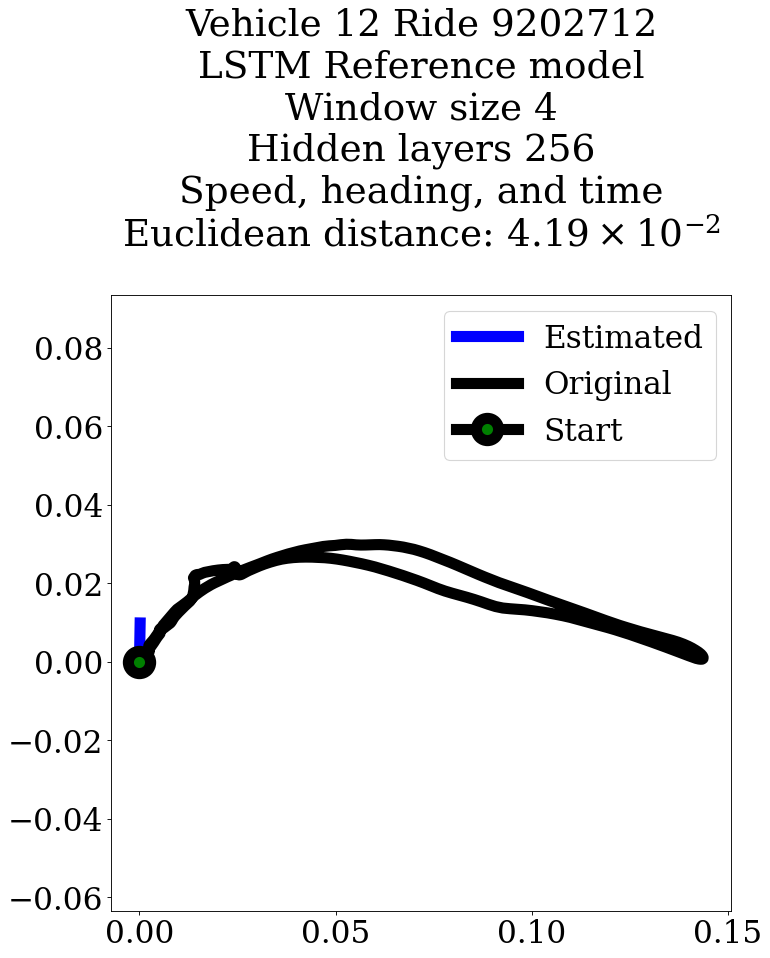 Vehicle 12 Ride 9202712
LSTM Reference model
Window size 4
Hidden layers 256
Speed, heading, and time
Euclidean distance: 4.19 × 10⁻²
Estimated
Original
Start
0.08
0.06
0.04
0.02
0.00
−0.02
−0.04
−0.06
0.00 0.05 0.10 0.15